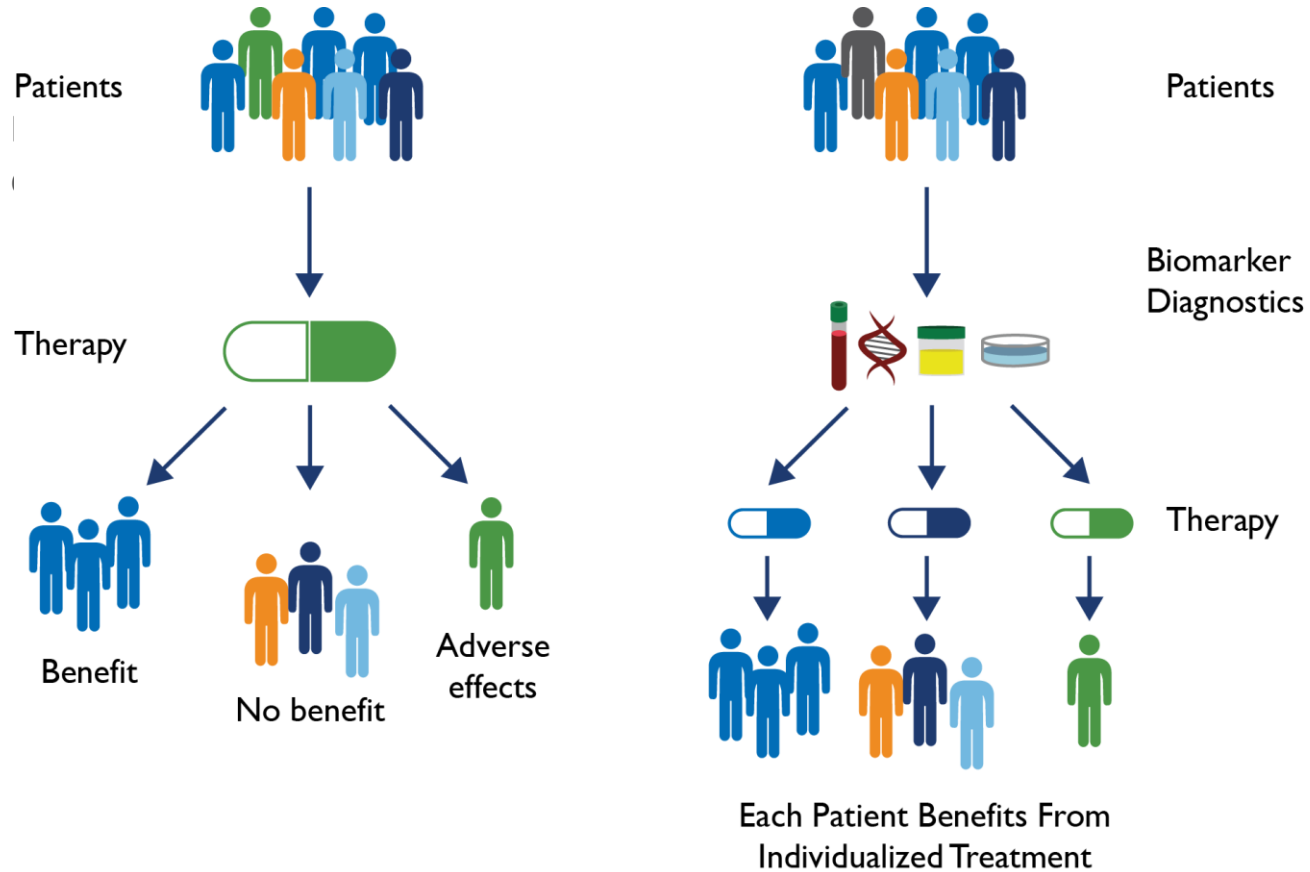 Patients
Therapy
Benefit
No benefit
Adverse
effects
Patients
Biomarker
Diagnostics
Therapy
Each Patient Benefits From
Individualized Treatment